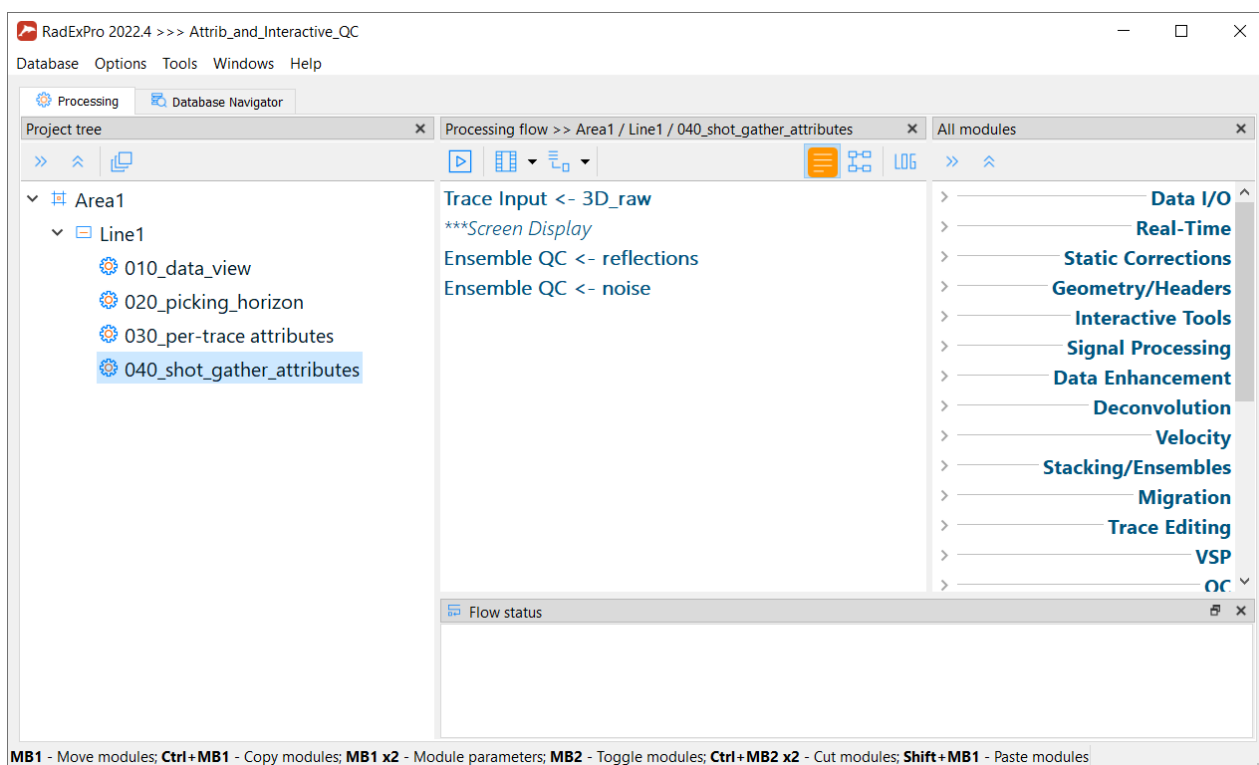 RadExPro 2022.4 >>> Attrib_and_Interactive_QC
Database Options Tools Windows Help
Processing Database Navigator
Project tree
Area1
Line1
010_data_view
020_picking_horizon
030_per-trace attributes
040_shot_gather_attributes
Processing flow >> Area1 / Line1 / 040_shot_gather_attributes
LOG
Trace Input <- 3D_raw
***Screen Display
Ensemble QC <- reflections
Ensemble QC <- noise
All modules
Data I/O
Real-Time
Static Corrections
Geometry/Headers
Interactive Tools
Signal Processing
Data Enhancement
Deconvolution
Velocity
Stacking/Ensembles
Migration
Trace Editing
VSP
QC
Flow status
MB1 - Move modules; Ctrl+MB1 - Copy modules; MB1 x2 - Module parameters; MB2 - Toggle modules; Ctrl+MB2 x2 - Cut modules; Shift+MB1 - Paste modules